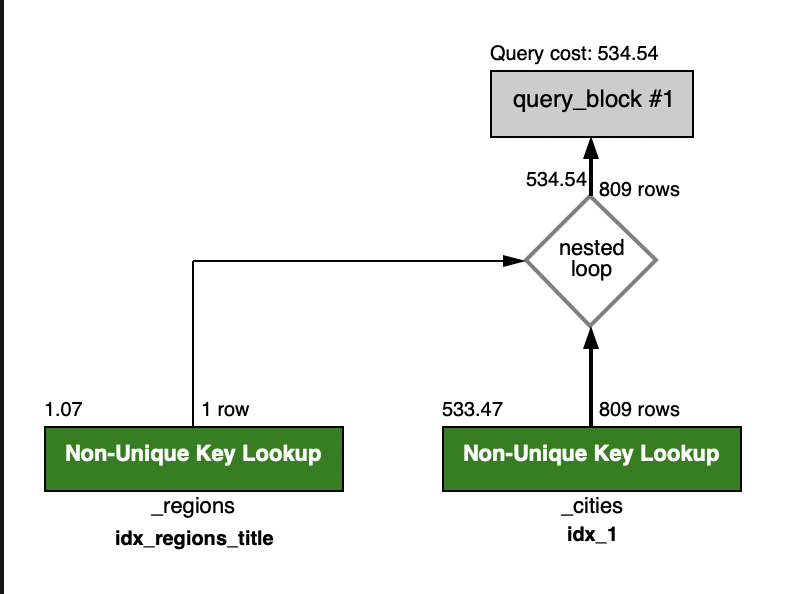 Query cost: 534.54
query_block #1
534.54
809 rows
nested
loop
1.07
1 row
533.47
809 rows
Non-Unique Key Lookup
Non-Unique Key Lookup
_regions
_cities
idx_regions_title
idx_1